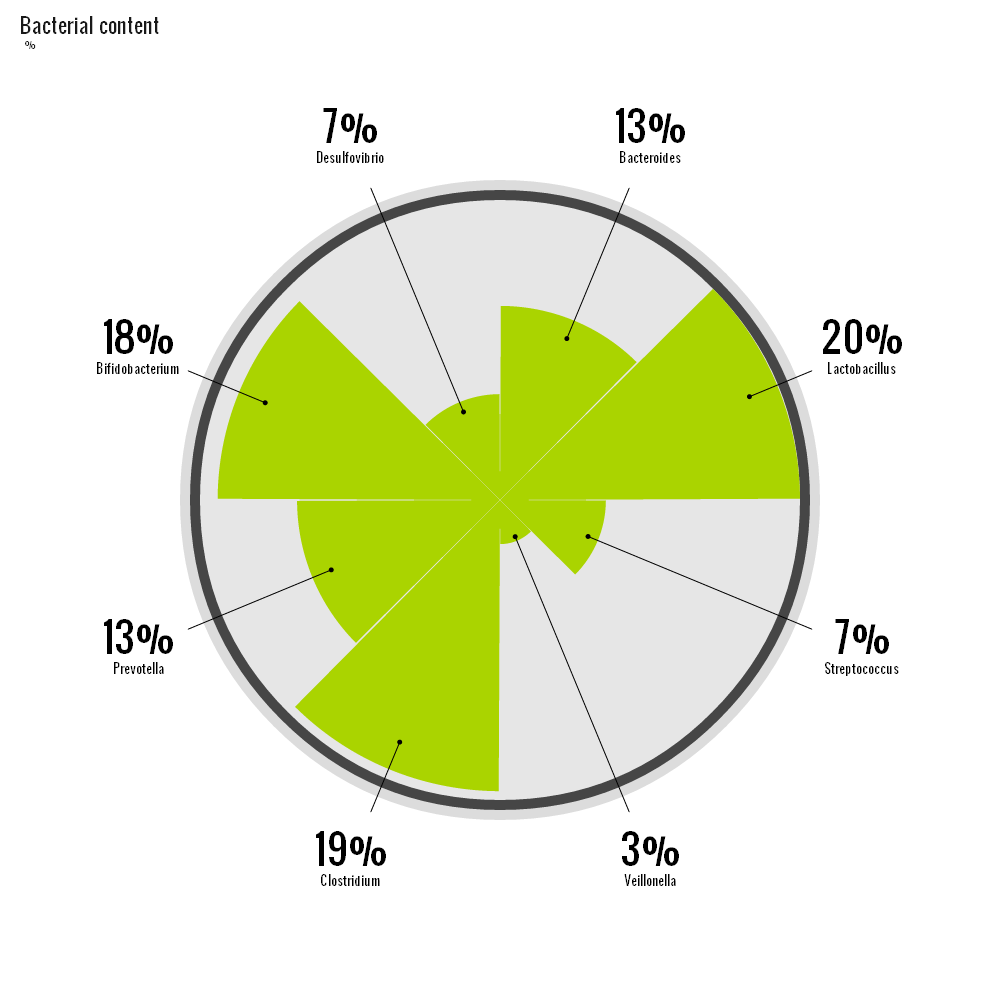 Bacterial content
%
7%
Desulfovibrio
13%
Bacteroides
18%
Bifidobacterium
20%
Lactobacillus
13%
Prevotella
7%
Streptococcus
19%
Clostridium
3%
Veillonella